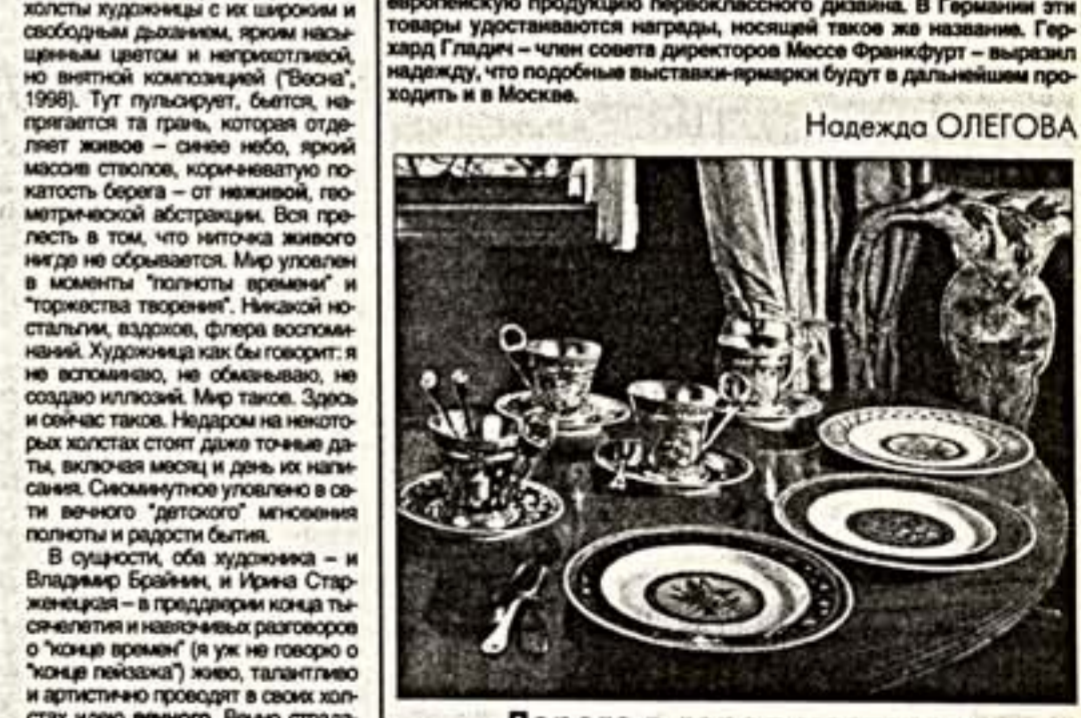 холсты художницы с их широким и
свободным дыханием, ярким насы-
щенным цветом и неприхотливой,
но внятной композицией ("Весна",
1998). Тут пульсирует, бьется, на-
прягается та грань, которая отде-
ляет живое – синее небо, яркий
массив стволов, коричневатую по-
катость берега – от неживой, гео-
метрической абстракции. Вся пре-
лесть в том, что ниточка живого
нигде не обрывается. Мир уловлен
в моменты "полноты времени" и
"торжества творения". Никакой но-
стальгии, вздохов, флера воспоми-
наний. Художница как бы говорит: я
не вспоминаю, не обманываю, не
создаю иллюзий. Мир таков. Здесь
и сейчас таков. Недаром на некото-
рых холстах стоят даже точные да-
ты, включая месяц и день их напи-
сания. Сиюминутное уловлено в се-
ти вечного "детского" мгновения
полноты и радости бытия.
В сущности, оба художника – и
Владимир Брайнин, и Ирина Стар-
женецкая – в преддверии конца ты-
сячелетия и навязчивых разговоров
о "конце времен" (я уж не говорю о
"конце пейзажа") живо, талантливо
и артистично проводят в своих хол-
стах идею вечного.
европейскую продукцию первоклассного дизайна. В Германии эти
товары удостаиваются награды, носящей такое же название. Гер-
хард Гладич – член совета директоров Мессе Франкфурт – выразил
надежду, что подобные выставки-ярмарки будут в дальнейшем про-
ходить и в Москве.
Надежда ОЛЕГОВА